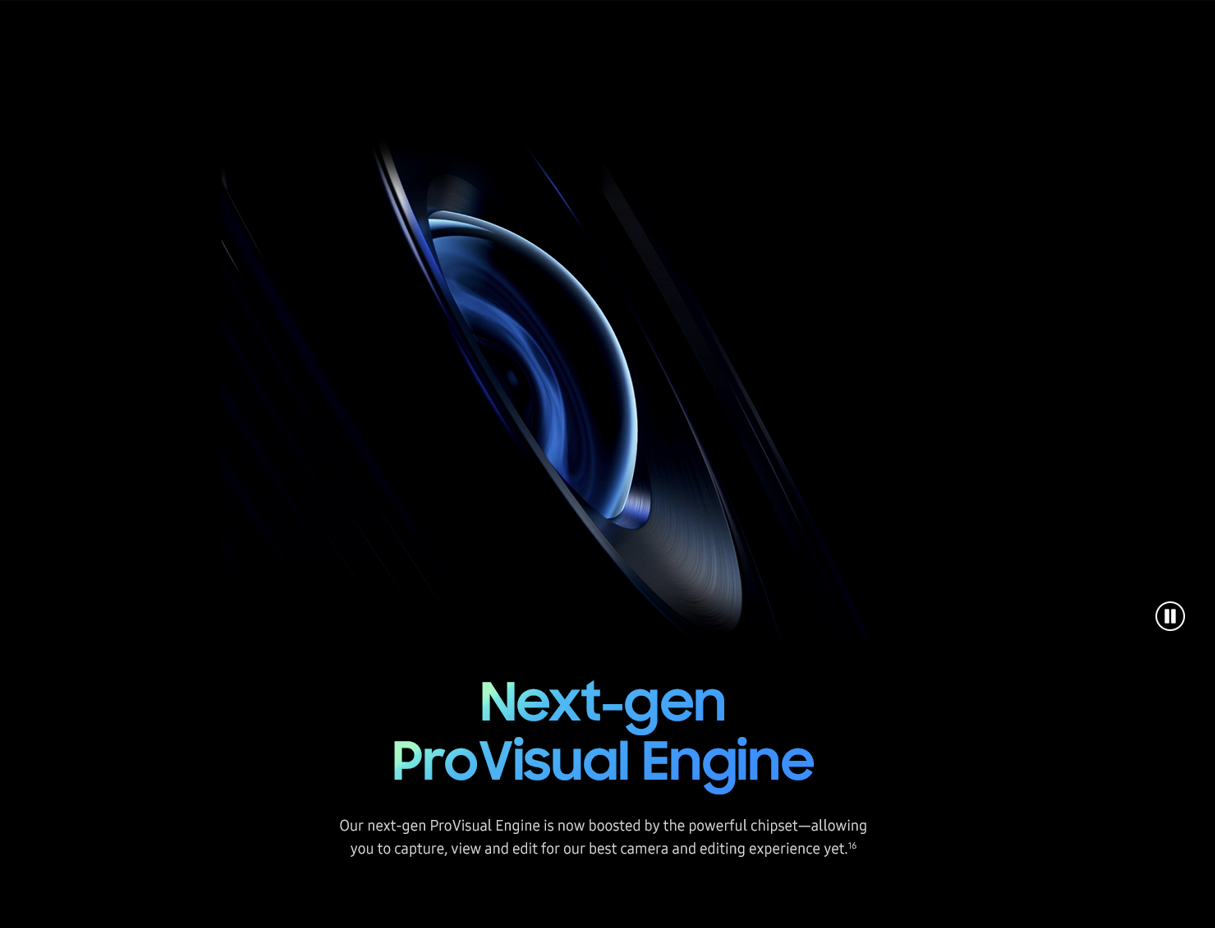 Next-gen
ProVisual Engine
Our next-gen ProVisual Engine is now boosted by the powerful chipset—allowing
you to capture, view and edit for our best camera and editing experience yet.¹⁶